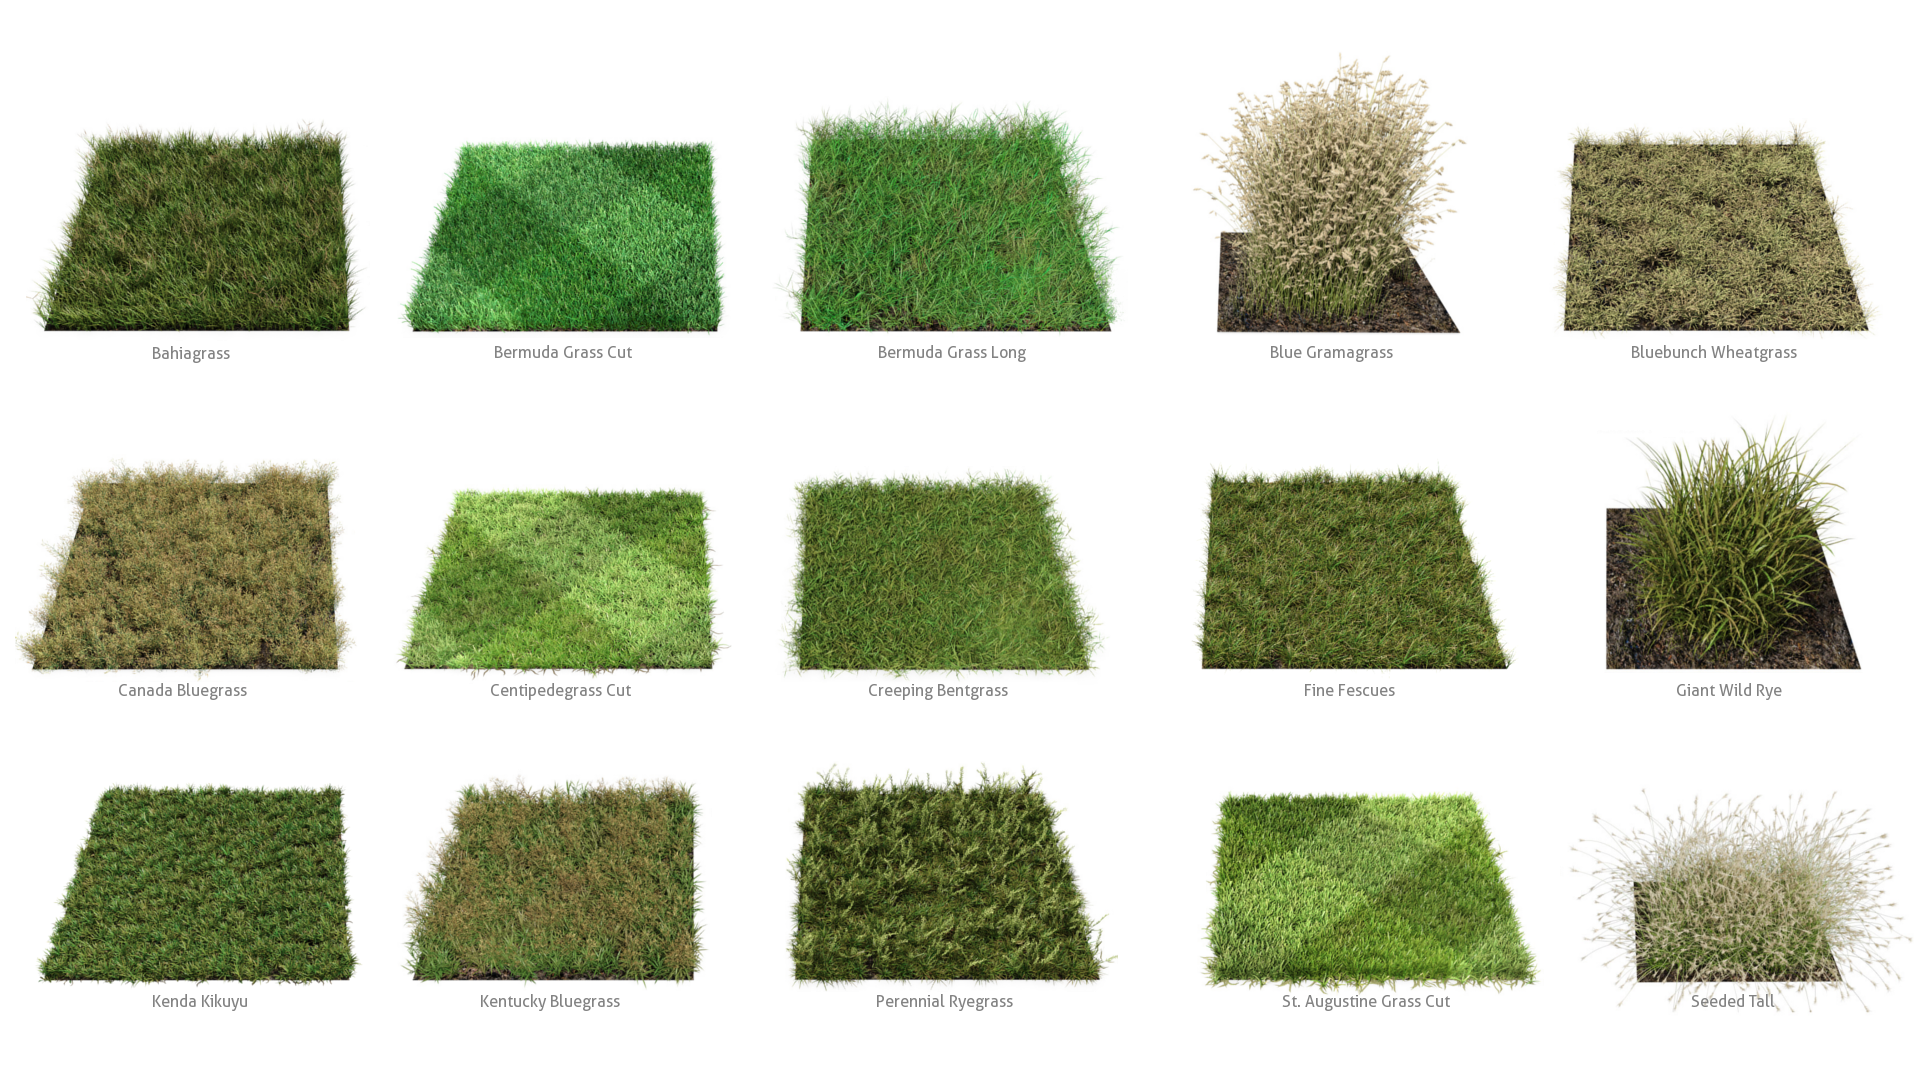 Bahiagrass
Bermuda Grass Cut
Bermuda Grass Long
Blue Gramagrass
Bluebunch Wheatgrass
Canada Bluegrass
Centipedegrass Cut
Creeping Bentgrass
Fine Fescues
Giant Wild Rye
Kenda Kikuyu
Kentucky Bluegrass
Perennial Ryegrass
St. Augustine Grass Cut
Seeded Tall